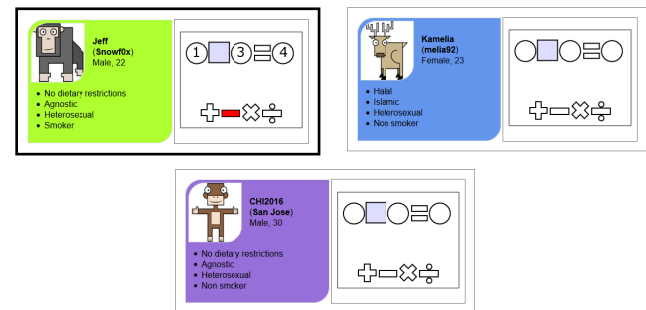 Jeff
(Snowf0x)
Male, 22
• No dietary restrictions
• Agnostic
• Heterosexual
• Smoker
1 3 = 4
+ - × ÷
Kamelia
(melia92)
Female, 23
• Halal
• Islamic
• Heterosexual
• Non smoker
=
+ - × ÷
CHI2016
(San Jose)
Male, 30
• No dietary restrictions
• Agnostic
• Heterosexual
• Non smoker
=
+ - × ÷